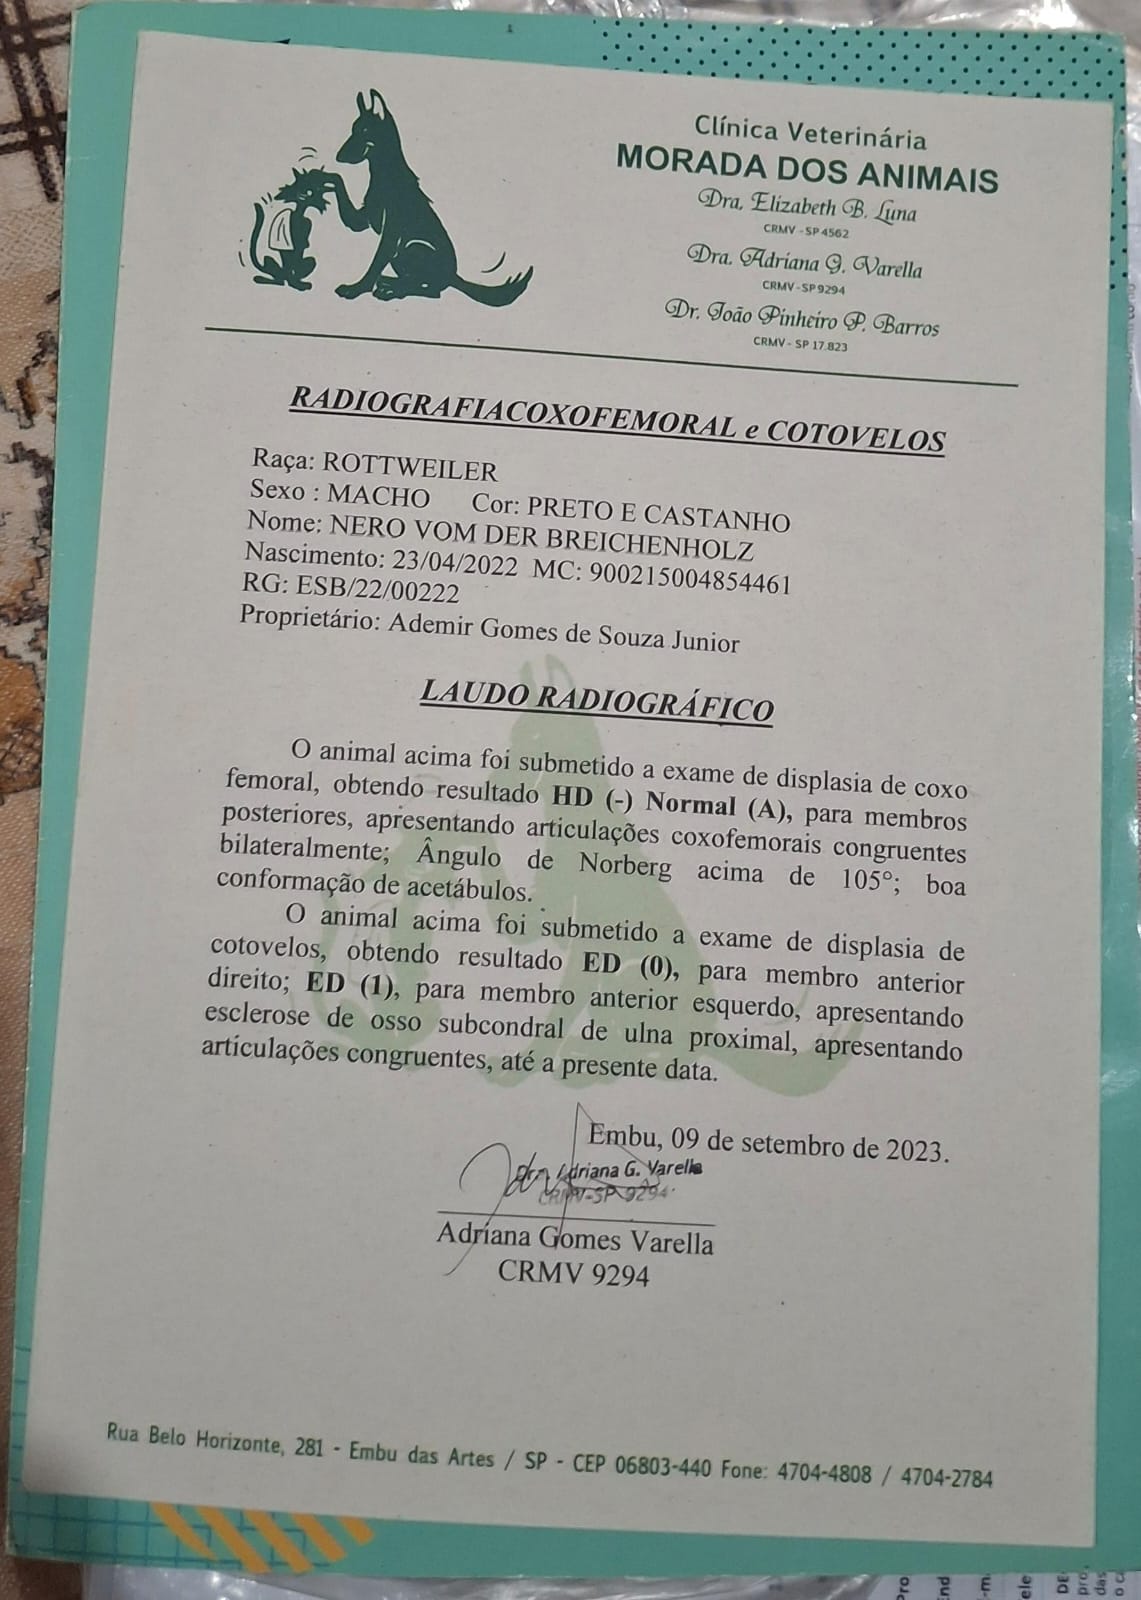 Clínica Veterinária
MORADA DOS ANIMAIS
Dra. Elizabeth B. Luna
CRMV - SP 4562
Dra. Adriana G. Varella
CRMV - SP 9294
Dr. João Pinheiro P. Barros
CRMV - SP 17.823
RADIOGRAFIACOXOFEMORAL e COTOVELOS
Raça: ROTTWEILER
Sexo : MACHO Cor: PRETO E CASTANHO
Nome: NERO VOM DER BREICHENHOLZ
Nascimento: 23/04/2022 MC: 900215004854461
RG: ESB/22/00222
Proprietário: Ademir Gomes de Souza Junior
LAUDO RADIOGRÁFICO
O animal acima foi submetido a exame de displasia de coxo
femoral, obtendo resultado HD (-) Normal (A), para membros
posteriores, apresentando articulações coxofemorais congruentes
bilateralmente; Ângulo de Norberg acima de 105°; boa
conformação de acetábulos.
O animal acima foi submetido a exame de displasia de
cotovelos, obtendo resultado ED (0), para membro anterior
direito; ED (1), para membro anterior esquerdo, apresentando
esclerose de osso subcondral de ulna proximal, apresentando
articulações congruentes, até a presente data.
Embu, 09 de setembro de 2023.
Dra. Adriana G. Varella
CRMV-SP 9294
Adriana Gomes Varella
CRMV 9294
Rua Belo Horizonte, 281 - Embu das Artes / SP - CEP 06803-440 Fone: 4704-4808 / 4704-2784